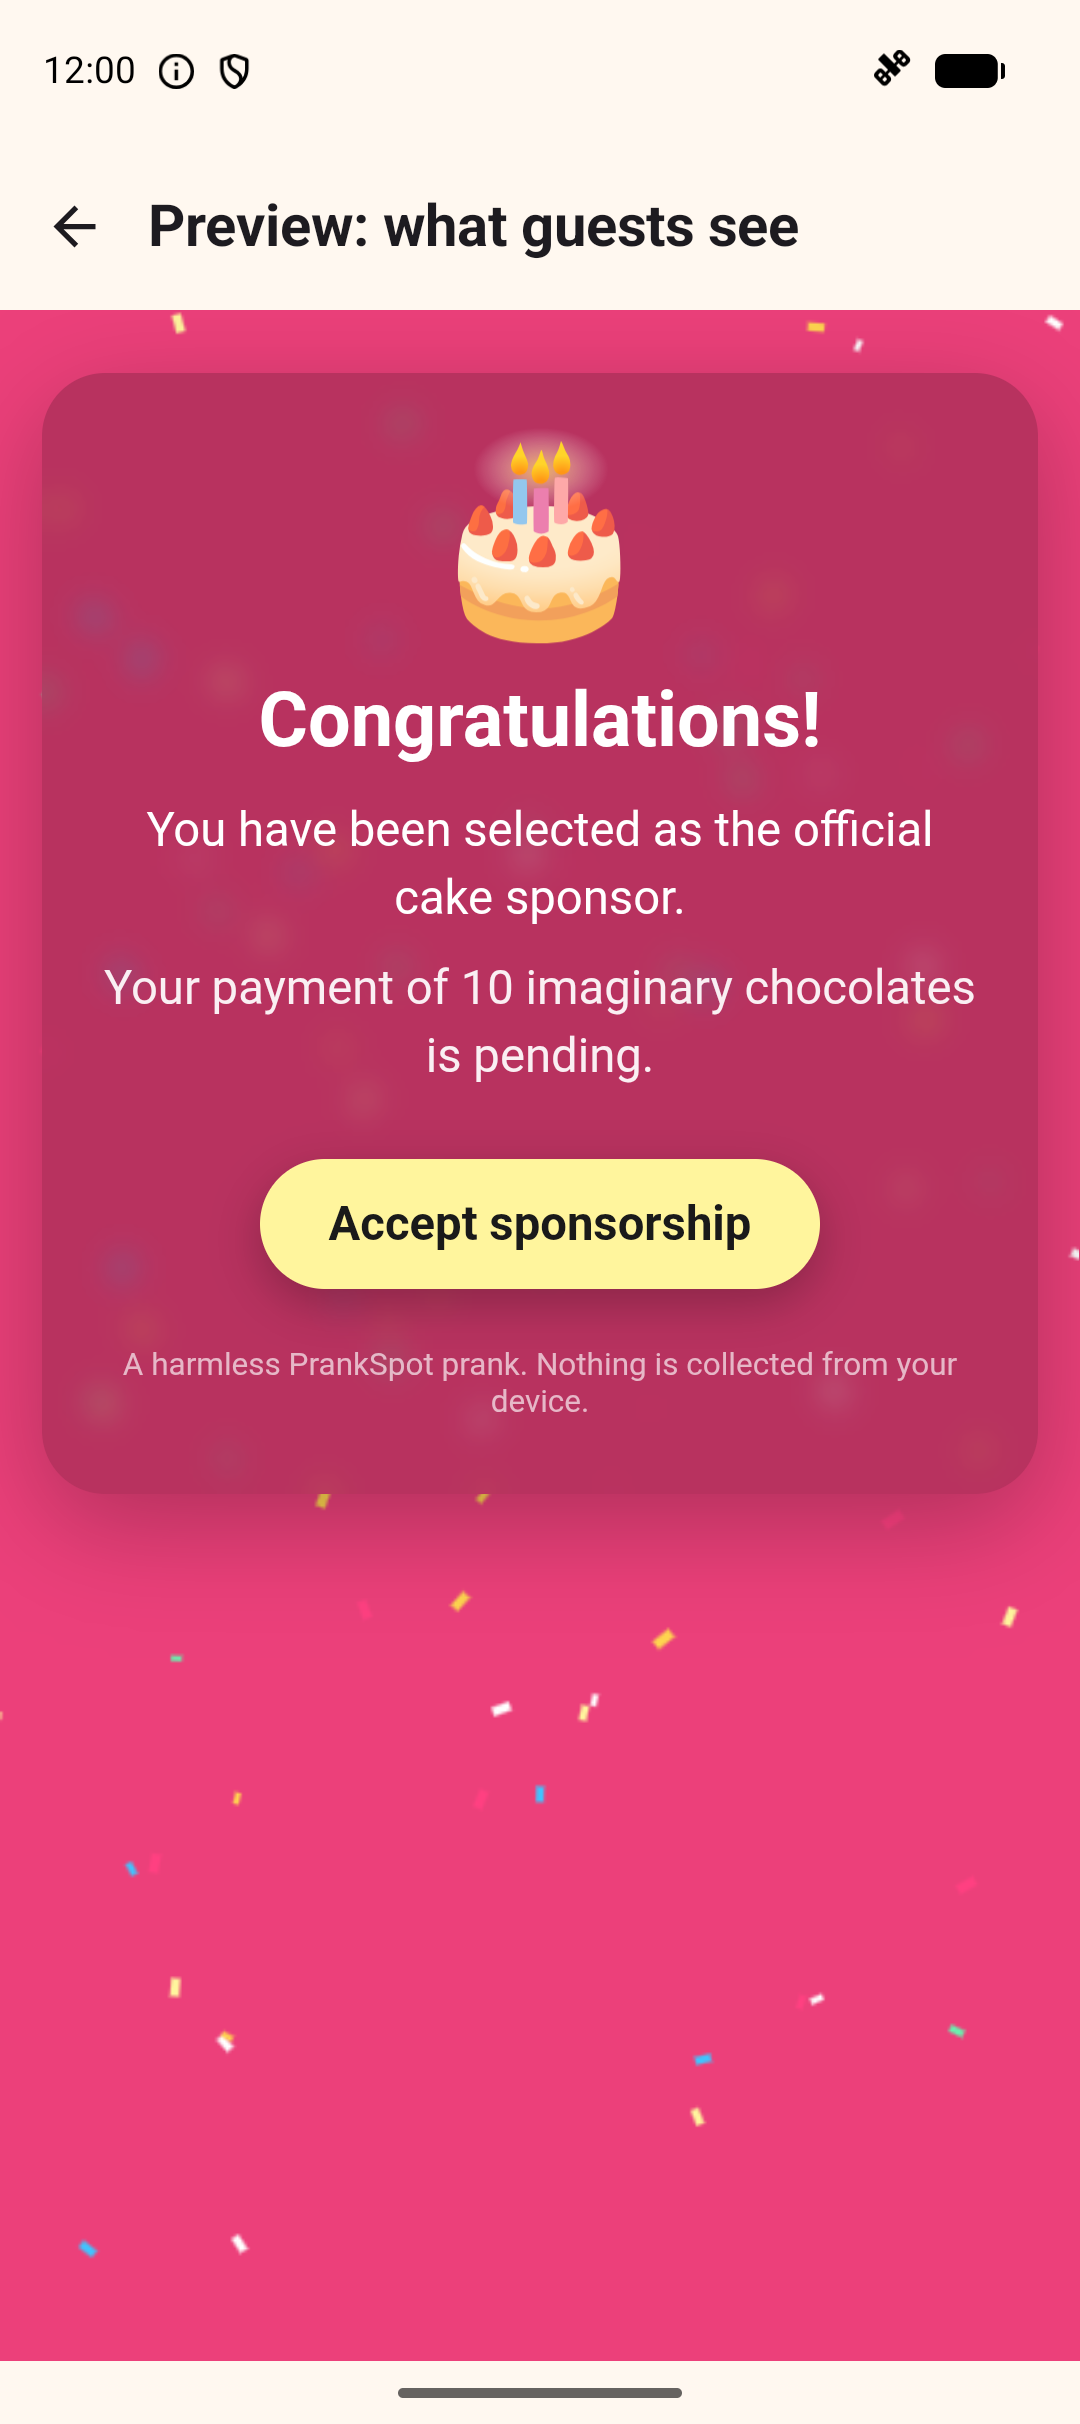 12:00
Preview: what guests see
Congratulations!
You have been selected as the official
cake sponsor.
Your payment of 10 imaginary chocolates
is pending.
Accept sponsorship
A harmless PrankSpot prank. Nothing is collected from your
device.